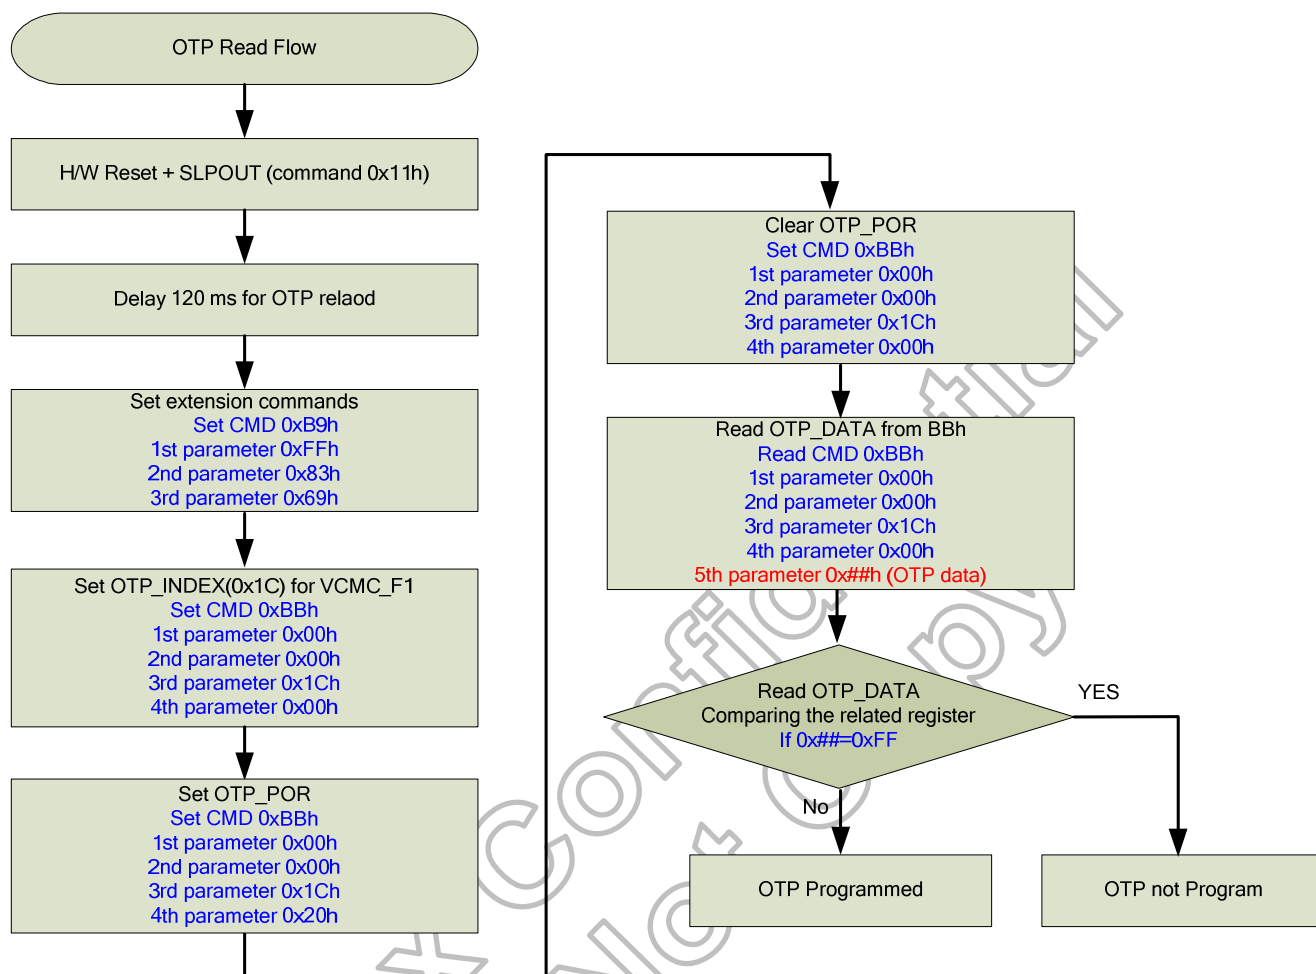 OTP Read Flow
H/W Reset + SLPOUT (command 0x11h)
Delay 120 ms for OTP relaod
Set extension commands
Set CMD 0xB9h
1st parameter 0xFFh
2nd parameter 0x83h
3rd parameter 0x69h
Set OTP_INDEX(0x1C) for VCMC_F1
Set CMD 0xBBh
1st parameter 0x00h
2nd parameter 0x00h
3rd parameter 0x1Ch
4th parameter 0x00h
Set OTP_POR
Set CMD 0xBBh
1st parameter 0x00h
2nd parameter 0x00h
3rd parameter 0x1Ch
4th parameter 0x20h
Clear OTP_POR
Set CMD 0xBBh
1st parameter 0x00h
2nd parameter 0x00h
3rd parameter 0x1Ch
4th parameter 0x00h
Read OTP_DATA from BBh
Read CMD 0xBBh
1st parameter 0x00h
2nd parameter 0x00h
3rd parameter 0x1Ch
4th parameter 0x00h
5th parameter 0x##h (OTP data)
Read OTP_DATA
Comparing the related register
If 0x##=0xFF
YES
No
OTP Programmed
OTP not Program